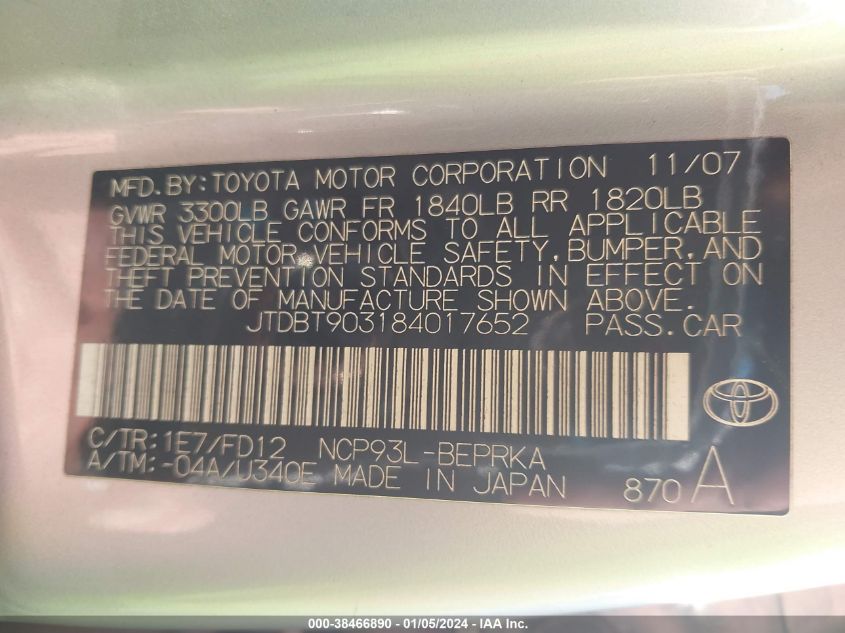 MFD. BY: TOYOTA MOTOR CORPORATION 11/07
GVWR 3300LB GAWR FR 1840LB RR 1820LB
THIS VEHICLE CONFORMS TO ALL APPLICABLE
FEDERAL MOTOR VEHICLE SAFETY, BUMPER, AND
THEFT PREVENTION STANDARDS IN EFFECT ON
THE DATE OF MANUFACTURE SHOWN ABOVE.
JTDBT903184017652 PASS.CAR
C/TR: 1E7/FD12 NCP93L-BEPRKA
A/TM: -04A/U340E MADE IN JAPAN
870 A
000-38466890 - 01/05/2024 - IAA Inc.